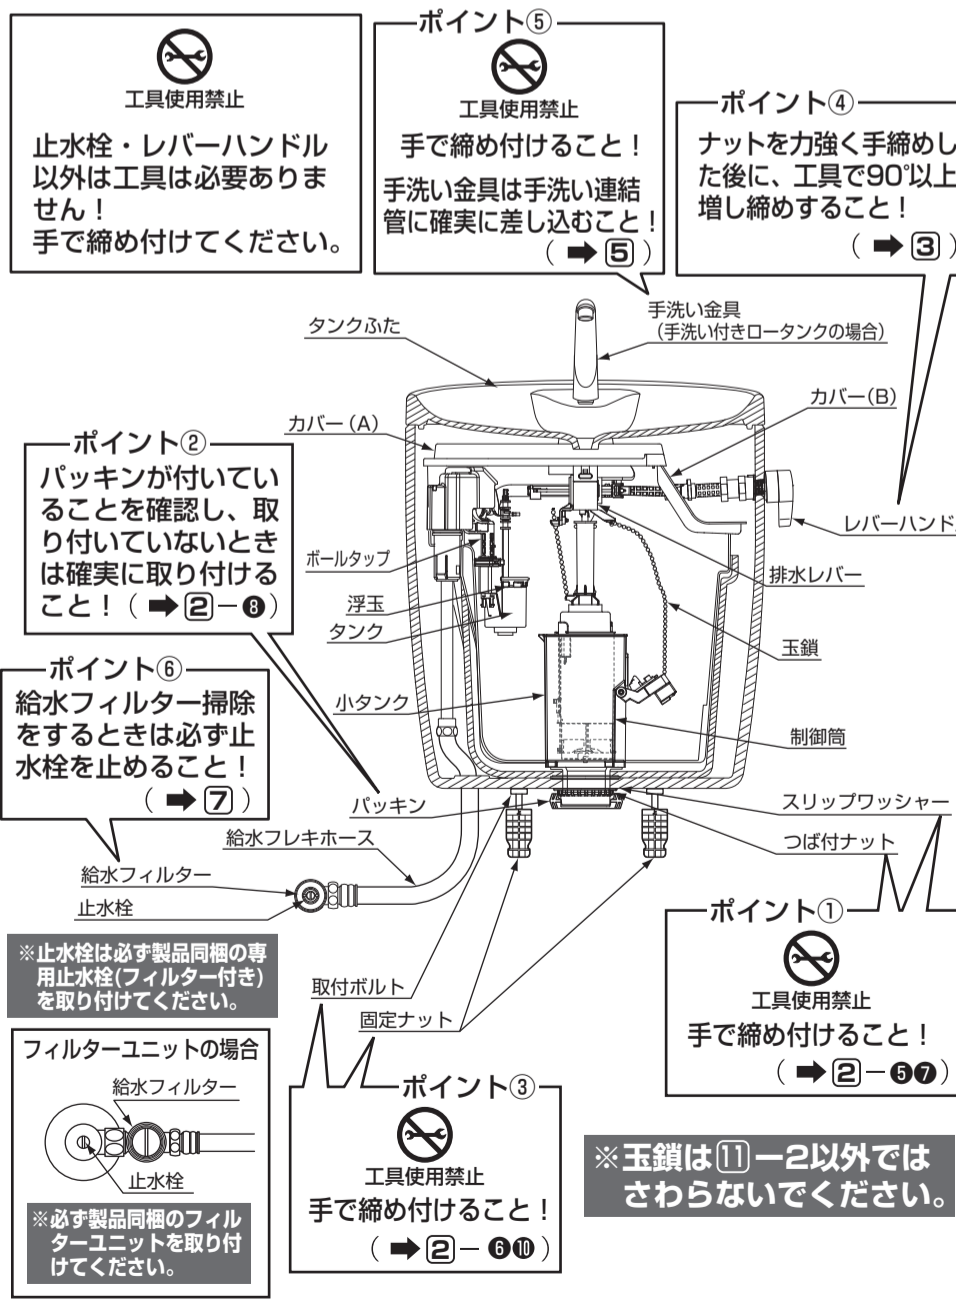 工具使用禁止
止水栓・レバーハンドル
以外は工具は必要ありま
せん！
手で締め付けてください。
ポイント⑤
工具使用禁止
手で締め付けること！
手洗い金具は手洗い連結
管に確実に差し込むこと！
（ ➡ 5 ）
ポイント④
ナットを力強く手締めし
た後に、工具で90°以上
増し締めすること！
（ ➡ 3 ）
手洗い金具
（手洗い付きロータンクの場合）
タンクふた
カバー（A）
カバー（B）
レバーハンド
ポイント②
パッキンが付いてい
ることを確認し、取
り付いていないとき
は確実に取り付ける
こと！（ ➡ 2 － ❽）
ボールタップ
浮玉
タンク
排水レバー
玉鎖
小タンク
制御筒
ポイント⑥
給水フィルター掃除
をするときは必ず止
水栓を止めること！
（ ➡ 7 ）
パッキン
スリップワッシャー
つば付ナット
給水フレキホース
給水フィルター
止水栓
※止水栓は必ず製品同梱の専
用止水栓(フィルター付き)
を取り付けてください。
取付ボルト
固定ナット
ポイント①
工具使用禁止
手で締め付けること！
（ ➡ 2 － ❺❼）
フィルターユニットの場合
給水フィルター
止水栓
※必ず製品同梱のフィル
ターユニットを取り付
けてください。
ポイント③
工具使用禁止
手で締め付けること！
（ ➡ 2 － ❻❿）
※玉鎖は11ー2以外では
さわらないでください。